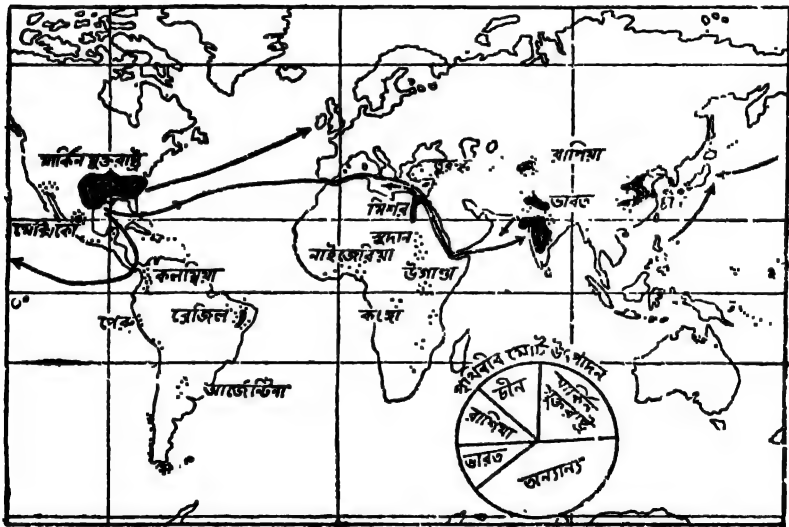 মার্কিন যুক্তরাষ্ট্র
তুরস্ক
রাশিয়া
ভারত
চীন
মিশর
মেক্সিকো
সুদান
নাইজেরিয়া
উগাণ্ডা
কলম্বিয়া
পেরু
ব্রেজিল
কঙ্গো
আর্জেন্টিনা
পৃথিবীর মোট উৎপাদন
চীন
মার্কিন
যুক্তরাষ্ট্র
রাশিয়া
ভারত
অন্যান্য